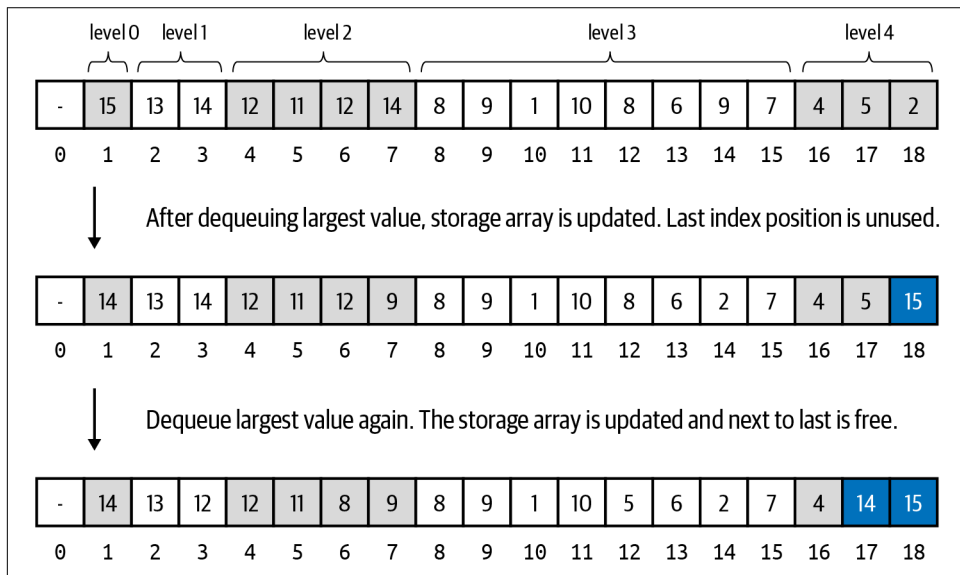 level 0 level 1 level 2 level 3 level 4
- 15 13 14 12 11 12 14 8 9 1 10 8 6 9 7 4 5 2
0 1 2 3 4 5 6 7 8 9 10 11 12 13 14 15 16 17 18
After dequeuing largest value, storage array is updated. Last index position is unused.
- 14 13 14 12 11 12 9 8 9 1 10 8 6 2 7 4 5 15
0 1 2 3 4 5 6 7 8 9 10 11 12 13 14 15 16 17 18
Dequeue largest value again. The storage array is updated and next to last is free.
- 14 13 12 12 11 8 9 8 9 1 10 5 6 2 7 4 14 15
0 1 2 3 4 5 6 7 8 9 10 11 12 13 14 15 16 17 18